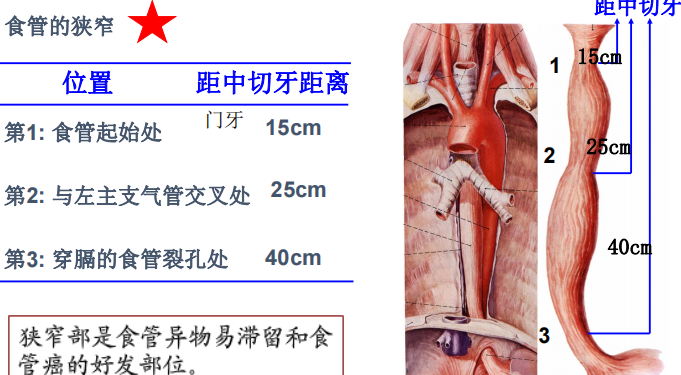 食管的狭窄
位置 距中切牙距离
门牙
第1: 食管起始处 15cm
第2: 与左主支气管交叉处 25cm
第3: 穿膈的食管裂孔处 40cm
狭窄部是食管异物易滞留和食
管癌的好发部位。
距中切牙
1 15cm
2 25cm
40cm
3